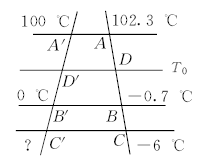 100 ℃ 102.3 ℃
A′ A
D
T₀
D′
0 ℃ −0.7 ℃
B′ B
? C′ C −6 ℃